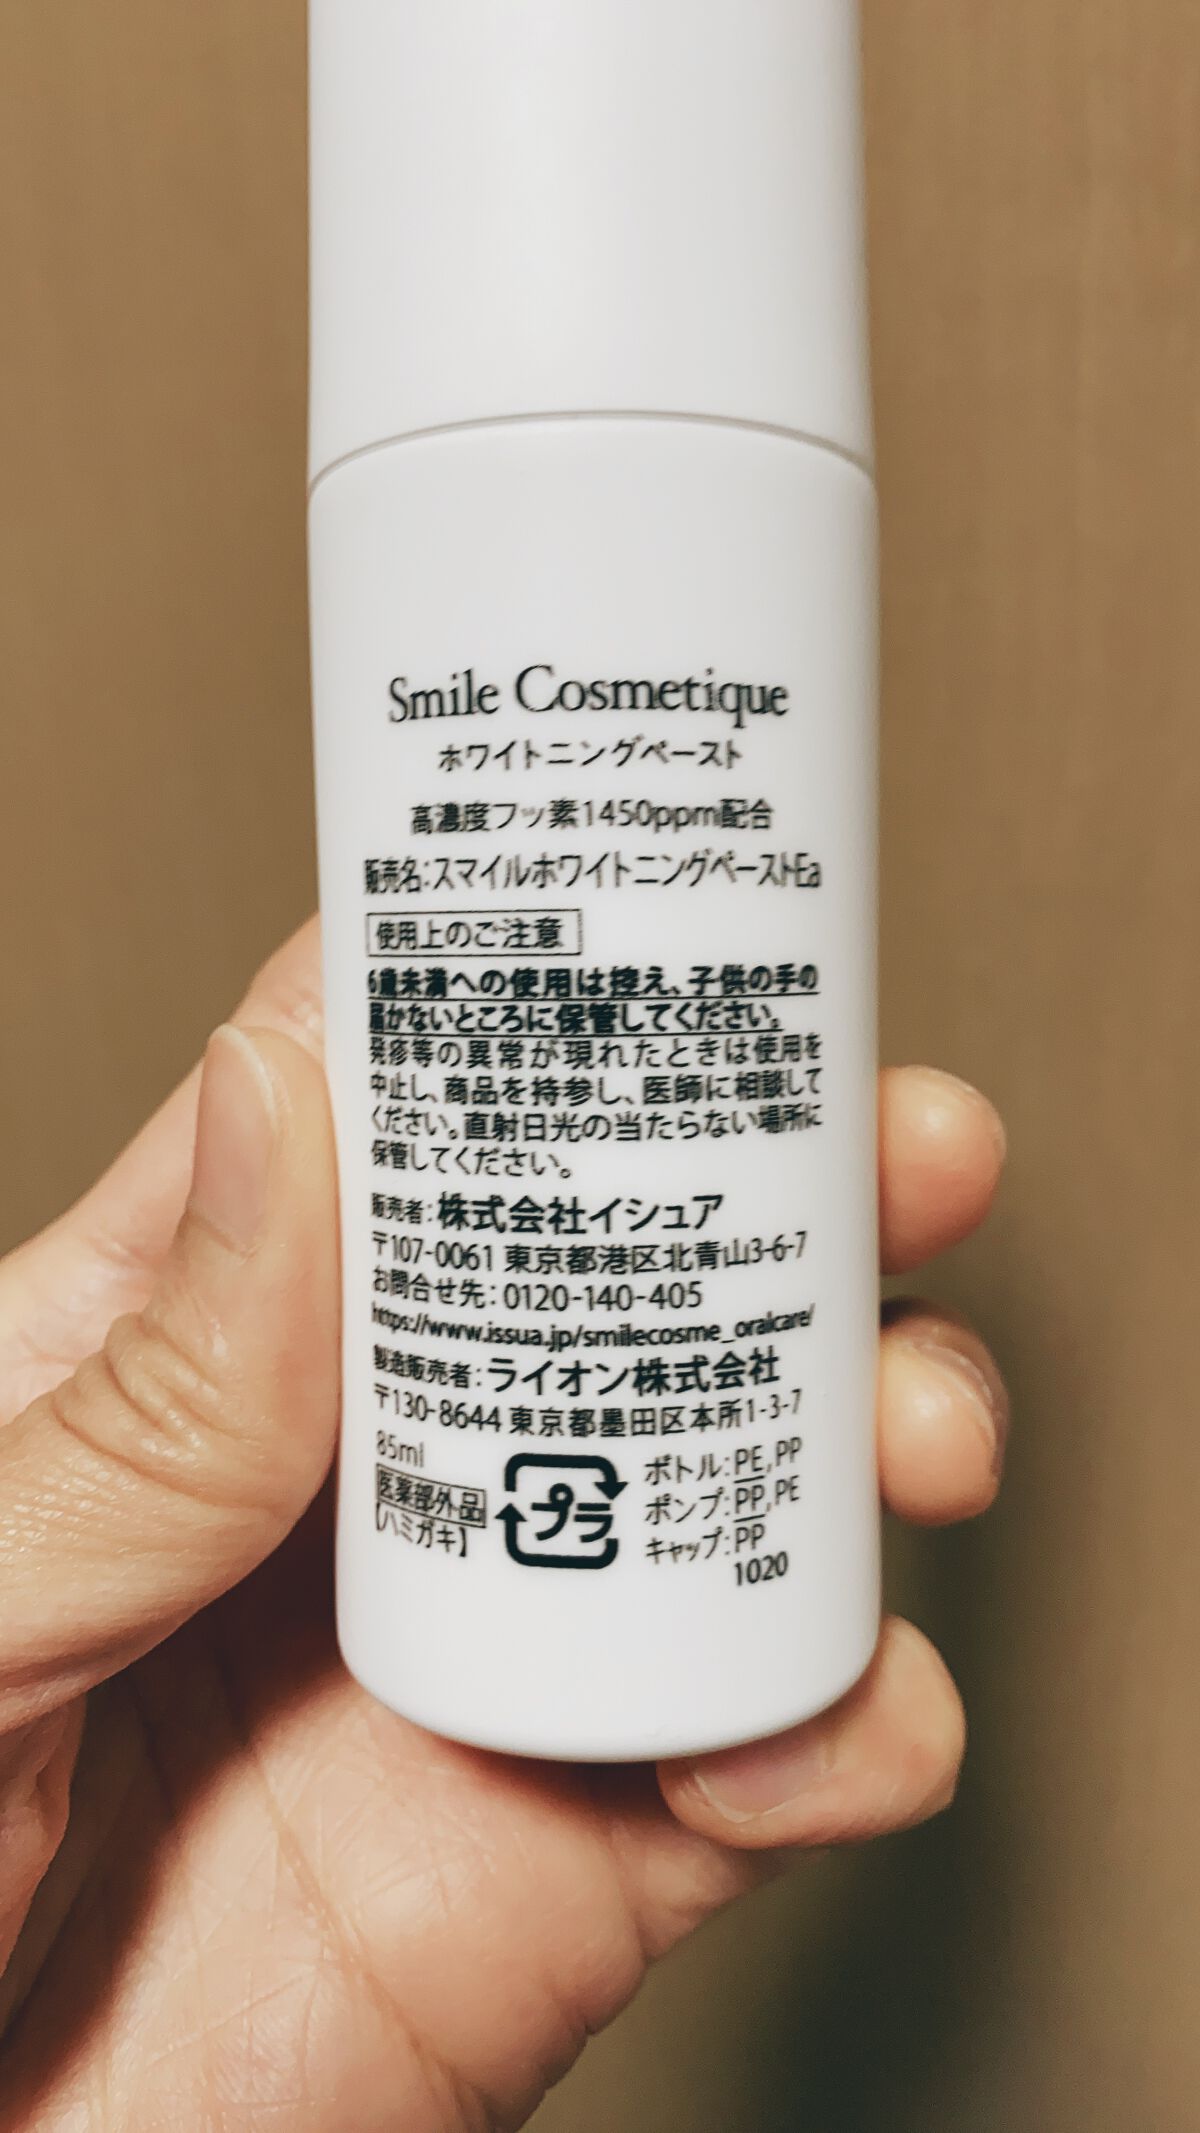 Smile Cosmetique
ホワイトニングペースト
高濃度フッ素1450ppm配合
販売名:スマイルホワイトニングペーストEa
使用上のご注意
6歳未満への使用は控え、子供の手の
届かないところに保管してください。
発疹等の異常が現れたときは使用を
中止し、商品を持参し、医師に相談して
ください。直射日光の当たらない場所に
保管してください。
販売者:株式会社イシュア
〒107-0061 東京都港区北青山3-6-7
お問合せ先:0120-140-405
https://www.issua.jp/smilecosme_oralcare/
製造販売者:ライオン株式会社
〒130-8644 東京都墨田区本所1-3-7
85ml
医薬部外品
【ハミガキ】
プラ
ボトル:PE,PP
ポンプ:PP,PE
キャップ:PP
1020